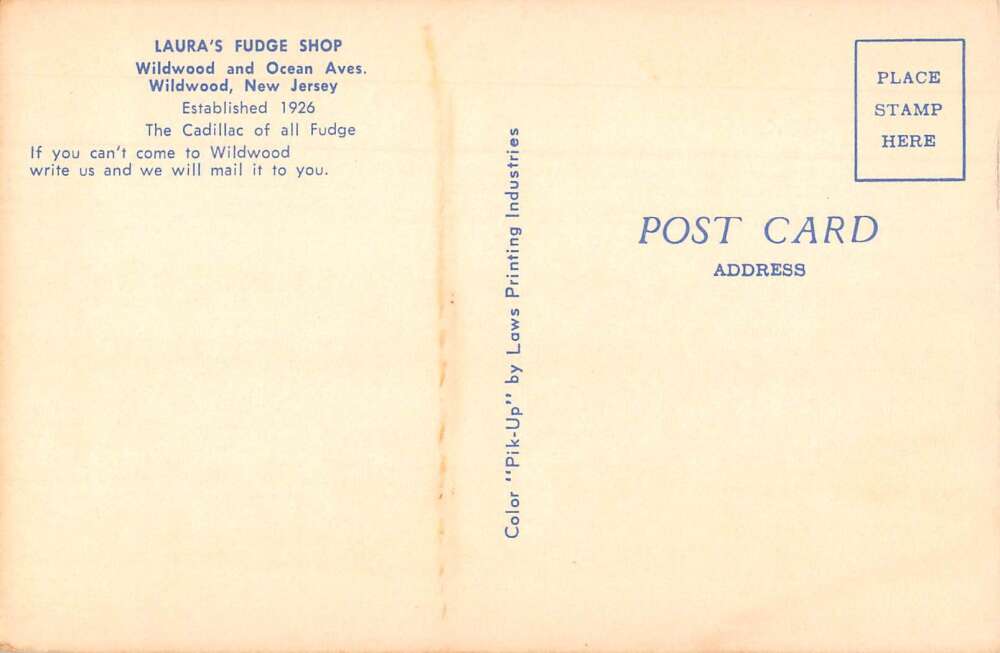 LAURA'S FUDGE SHOP
Wildwood and Ocean Aves.
Wildwood, New Jersey
Established 1926
The Cadillac of all Fudge
If you can't come to Wildwood
write us and we will mail it to you.
Color "Pik-Up" by Laws Printing Industries
PLACE
STAMP
HERE
POST CARD
ADDRESS